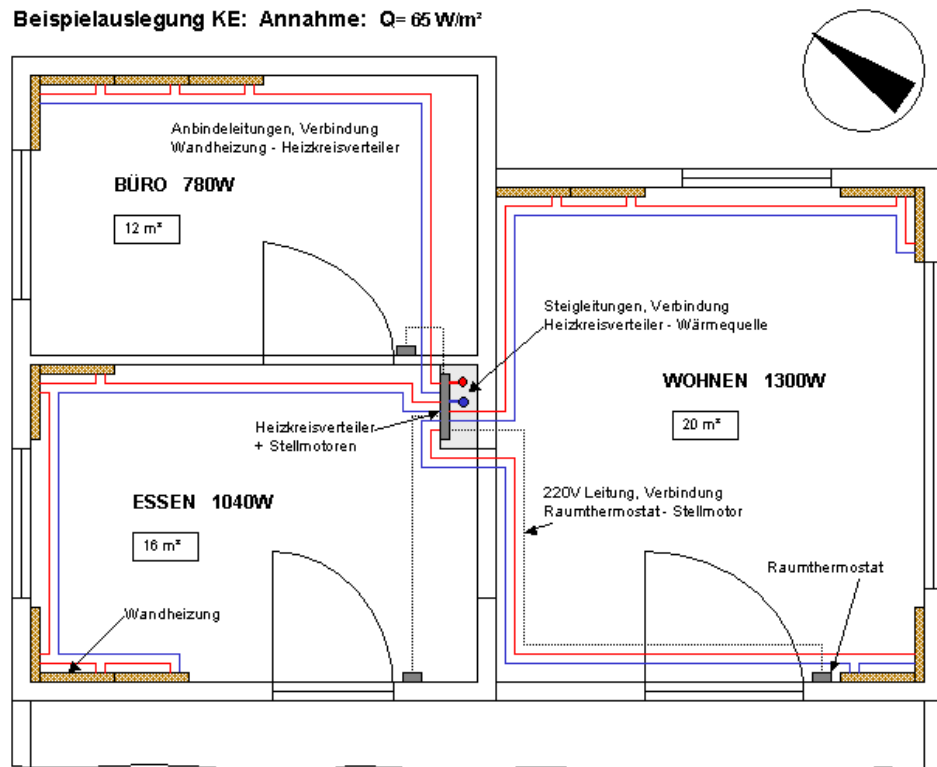 Beispielauslegung KE: Annahme: Q= 65 W/m²
Anbindeleitungen, Verbindung
Wandheizung - Heizkreisverteiler
BÜRO 780W
12 m²
Steigleitungen, Verbindung
Heizkreisverteiler - Wärmequelle
WOHNEN 1300W
20 m²
Heizkreisverteiler
+ Stellmotoren
ESSEN 1040W
16 m²
220V Leitung, Verbindung
Raumthermostat - Stellmotor
Raumthermostat
Wandheizung